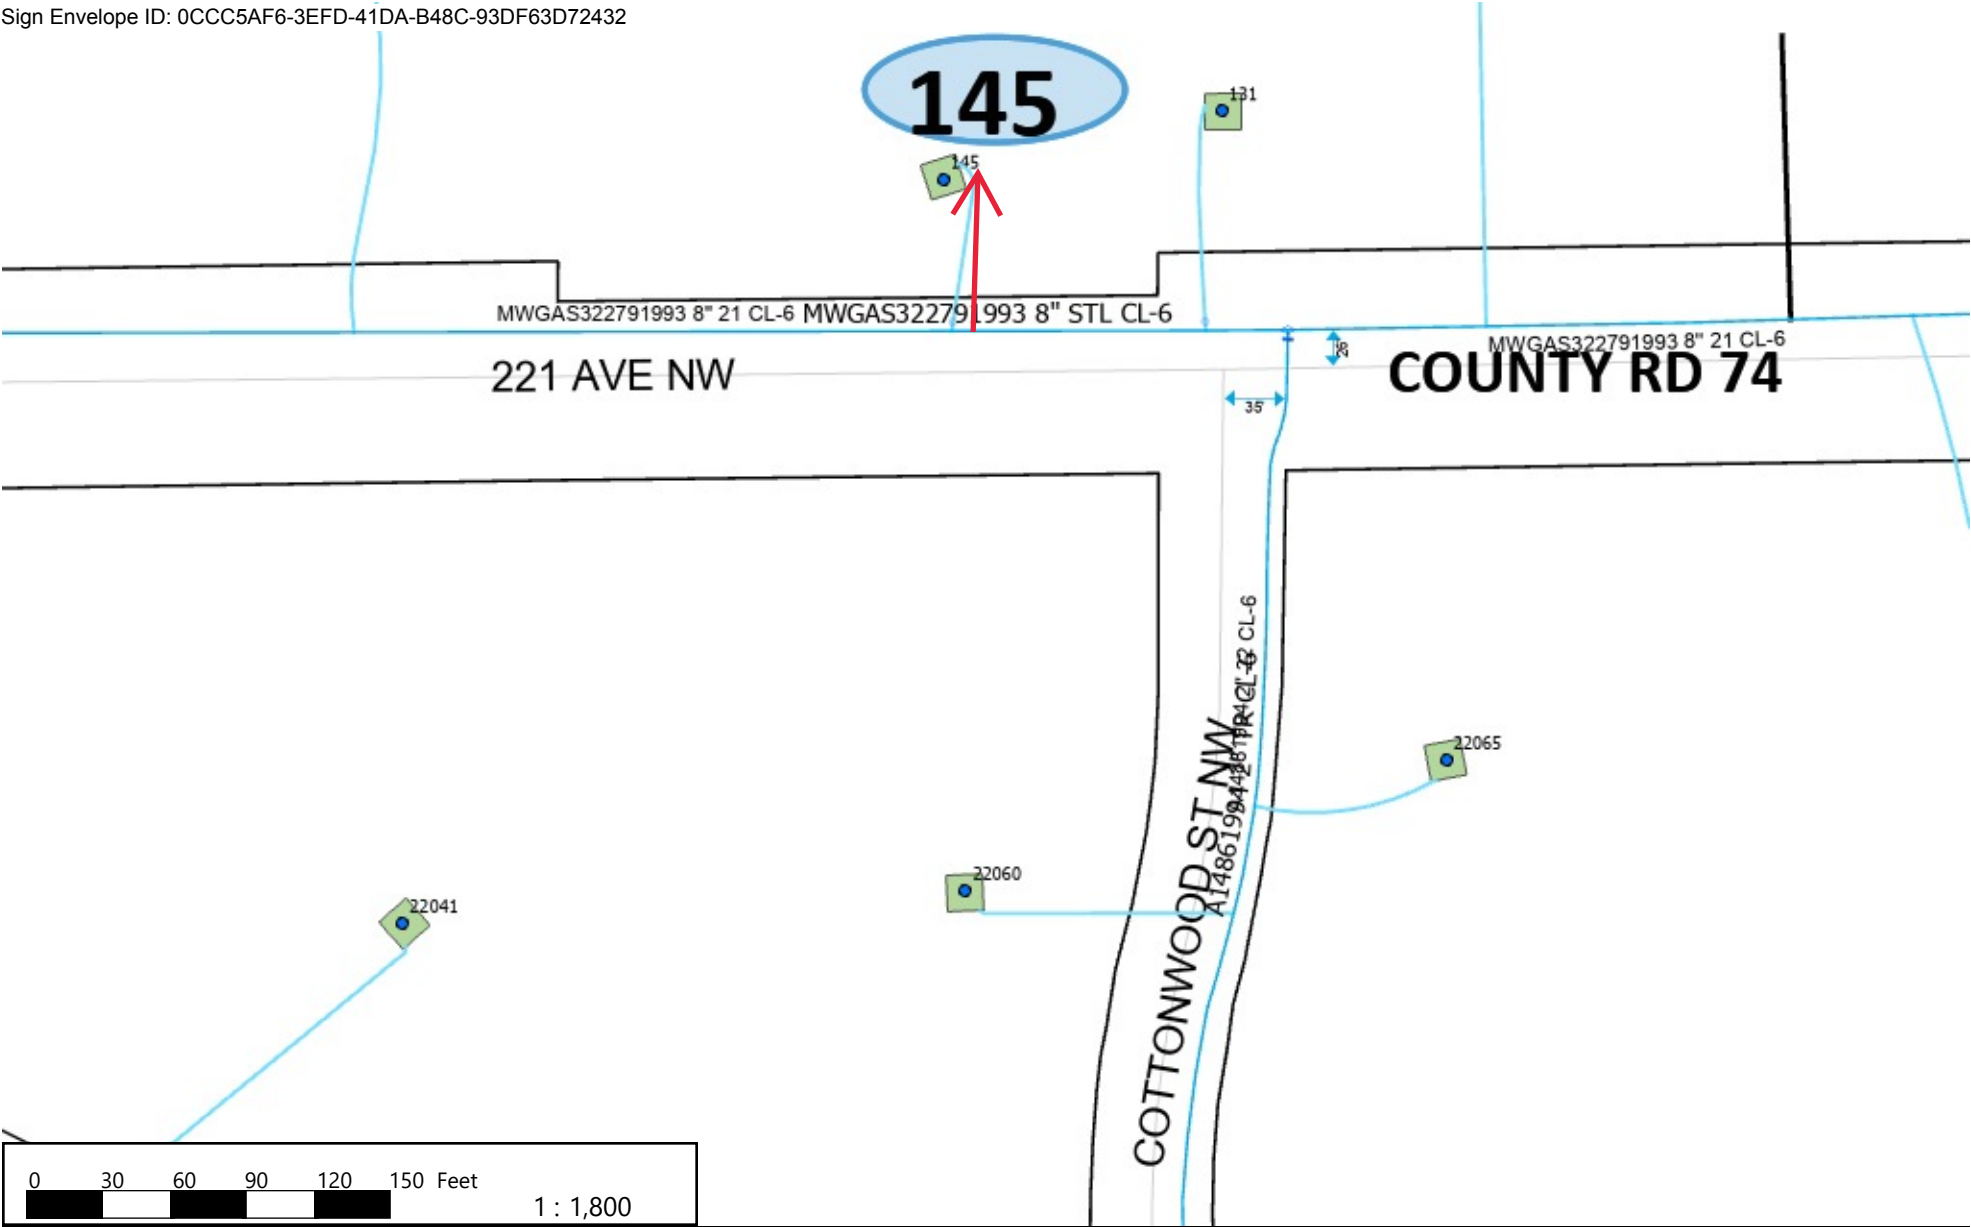 Sign Envelope ID: 0CCC5AF6-3EFD-41DA-B48C-93DF63D72432
145
131
145
MWGAS322791993 8" 21 CL-6
MWGAS322791993 8" STL CL-6
MWGAS322791993 8" 21 CL-6
26'
221 AVE NW
COUNTY RD 74
35'
COTTONWOOD ST NW
22065
22060
22041
0 30 60 90 120 150 Feet
1 : 1,800